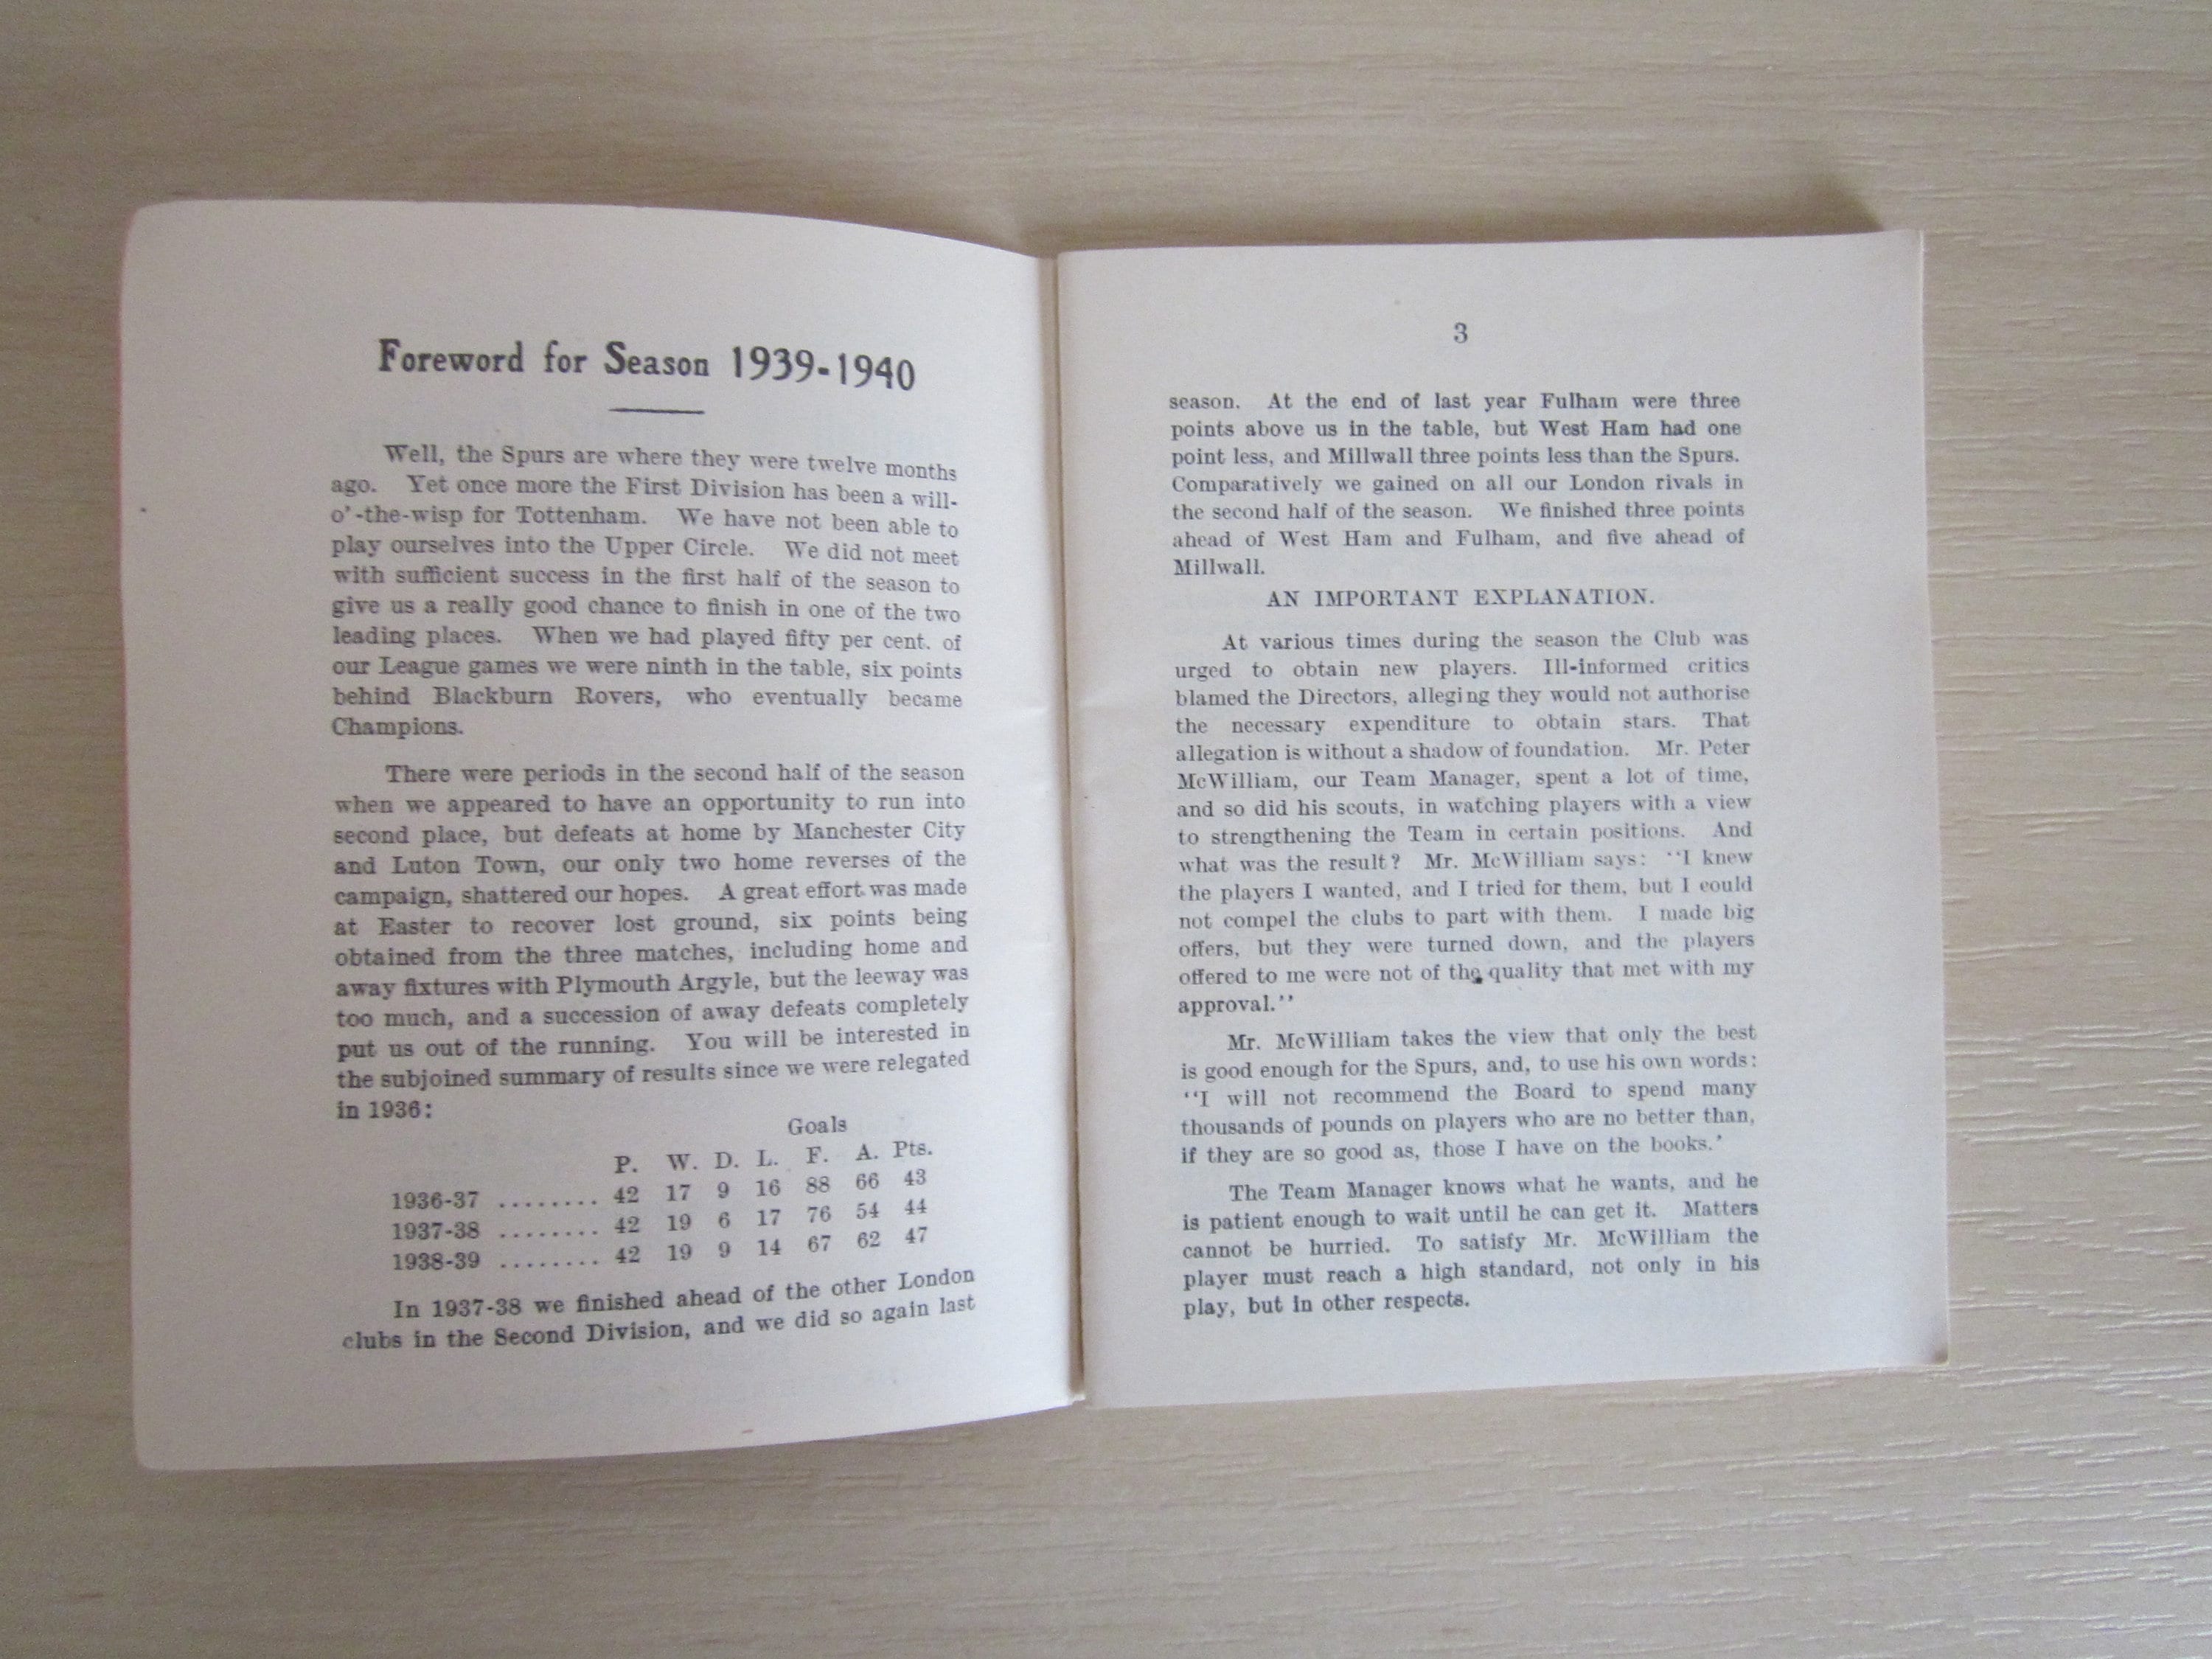 Foreword for Season 1939-1940
Well, the Spurs are where they were twelve months
ago. Yet once more the First Division has been a will-
o'-the-wisp for Tottenham. We have not been able to
play ourselves into the Upper Circle. We did not meet
with sufficient success in the first half of the season to
give us a really good chance to finish in one of the two
leading places. When we had played fifty per cent. of
our League games we were ninth in the table, six points
behind Blackburn Rovers, who eventually became
Champions.
There were periods in the second half of the season
when we appeared to have an opportunity to run into
second place, but defeats at home by Manchester City
and Luton Town, our only two home reverses of the
campaign, shattered our hopes. A great effort was made
at Easter to recover lost ground, six points being
obtained from the three matches, including home and
away fixtures with Plymouth Argyle, but the leeway was
too much, and a succession of away defeats completely
put us out of the running. You will be interested in
the subjoined summary of results since we were relegated
in 1936:
Goals
P. W. D. L. F. A. Pts.
1936-37 ........ 42 17 9 16 88 66 43
1937-38 ........ 42 19 6 17 76 54 44
1938-39 ........ 42 19 9 14 67 62 47
In 1937-38 we finished ahead of the other London
clubs in the Second Division, and we did so again last
3
season. At the end of last year Fulham were three
points above us in the table, but West Ham had one
point less, and Millwall three points less than the Spurs.
Comparatively we gained on all our London rivals in
the second half of the season. We finished three points
ahead of West Ham and Fulham, and five ahead of
Millwall.
AN IMPORTANT EXPLANATION.
At various times during the season the Club was
urged to obtain new players. Ill-informed critics
blamed the Directors, alleging they would not authorise
the necessary expenditure to obtain stars. That
allegation is without a shadow of foundation. Mr. Peter
McWilliam, our Team Manager, spent a lot of time,
and so did his scouts, in watching players with a view
to strengthening the Team in certain positions. And
what was the result? Mr. McWilliam says: "I knew
the players I wanted, and I tried for them, but I could
not compel the clubs to part with them. I made big
offers, but they were turned down, and the players
offered to me were not of the quality that met with my
approval."
Mr. McWilliam takes the view that only the best
is good enough for the Spurs, and, to use his own words:
"I will not recommend the Board to spend many
thousands of pounds on players who are no better than,
if they are so good as, those I have on the books.'
The Team Manager knows what he wants, and he
is patient enough to wait until he can get it. Matters
cannot be hurried. To satisfy Mr. McWilliam the
player must reach a high standard, not only in his
play, but in other respects.